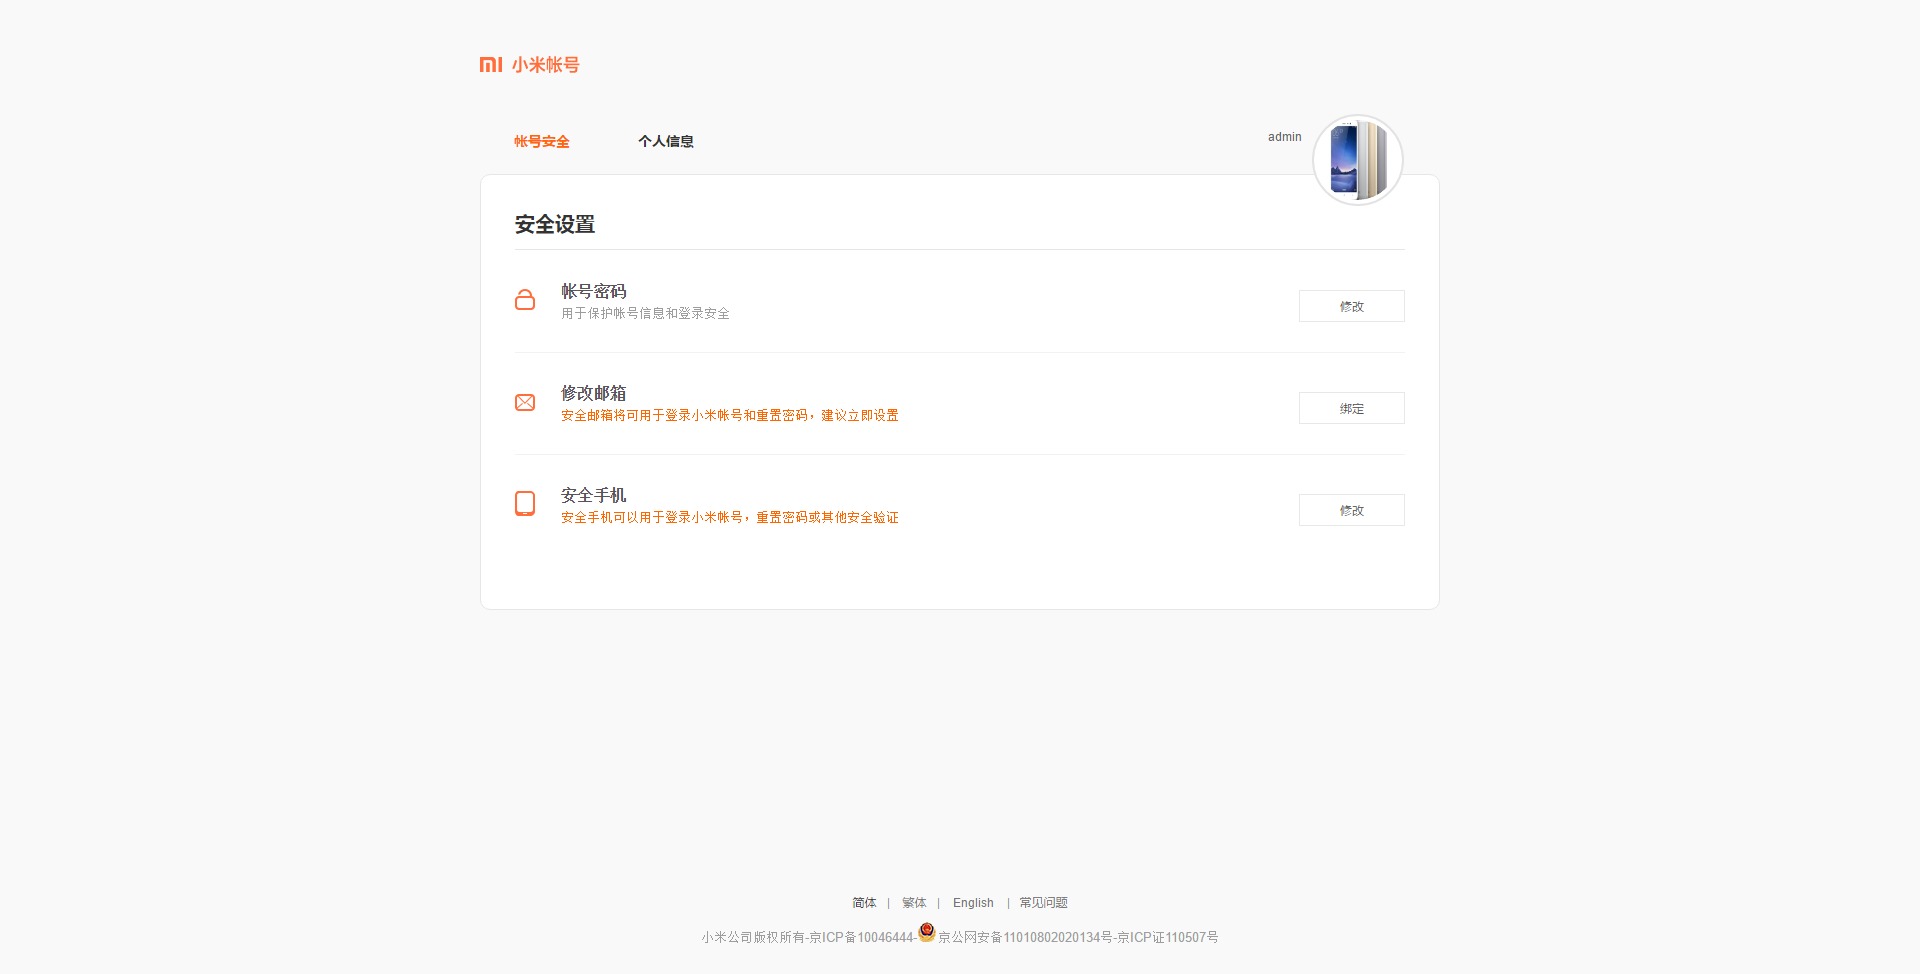 小米帐号
帐号安全 个人信息 admin
安全设置
帐号密码
用于保护帐号信息和登录安全
修改
修改邮箱
安全邮箱将可用于登录小米帐号和重置密码，建议立即设置
绑定
安全手机
安全手机可以用于登录小米帐号，重置密码或其他安全验证
修改
简体 | 繁体 | English | 常见问题
小米公司版权所有-京ICP备10046444-京公网安备11010802020134号-京ICP证110507号